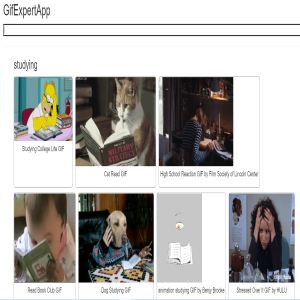 GifExpertApp
studying
Studying College Life GIF
Cat Read GIF
High School Reaction GIF by Film Society of Lincoln Center
MILITARY
STRATEGY
Read Book Club GIF
Dog Studying GIF
animation studying GIF by Benjy Brooke
Stressed Over It GIF by HULU